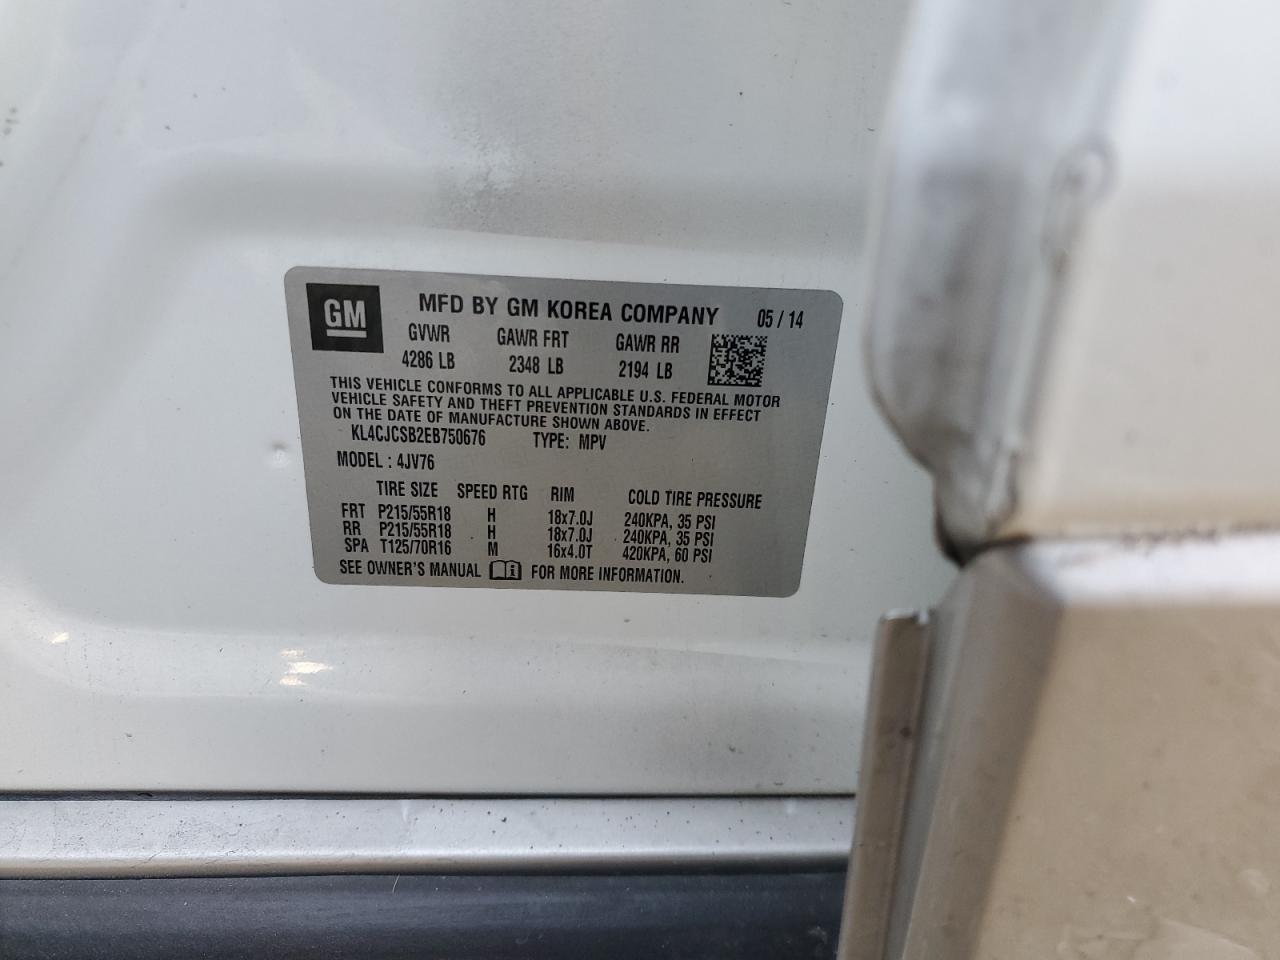 GM
MFD BY GM KOREA COMPANY 05 / 14
GVWR GAWR FRT GAWR RR
4286 LB 2348 LB 2194 LB
THIS VEHICLE CONFORMS TO ALL APPLICABLE U.S. FEDERAL MOTOR
VEHICLE SAFETY AND THEFT PREVENTION STANDARDS IN EFFECT
ON THE DATE OF MANUFACTURE SHOWN ABOVE.
KL4CJCSB2EB750676 TYPE: MPV
MODEL : 4JV76
TIRE SIZE SPEED RTG RIM COLD TIRE PRESSURE
FRT P215/55R18 H 18x7.0J 240KPA, 35 PSI
RR P215/55R18 H 18x7.0J 240KPA, 35 PSI
SPA T125/70R16 M 16x4.0T 420KPA, 60 PSI
SEE OWNER'S MANUAL FOR MORE INFORMATION.